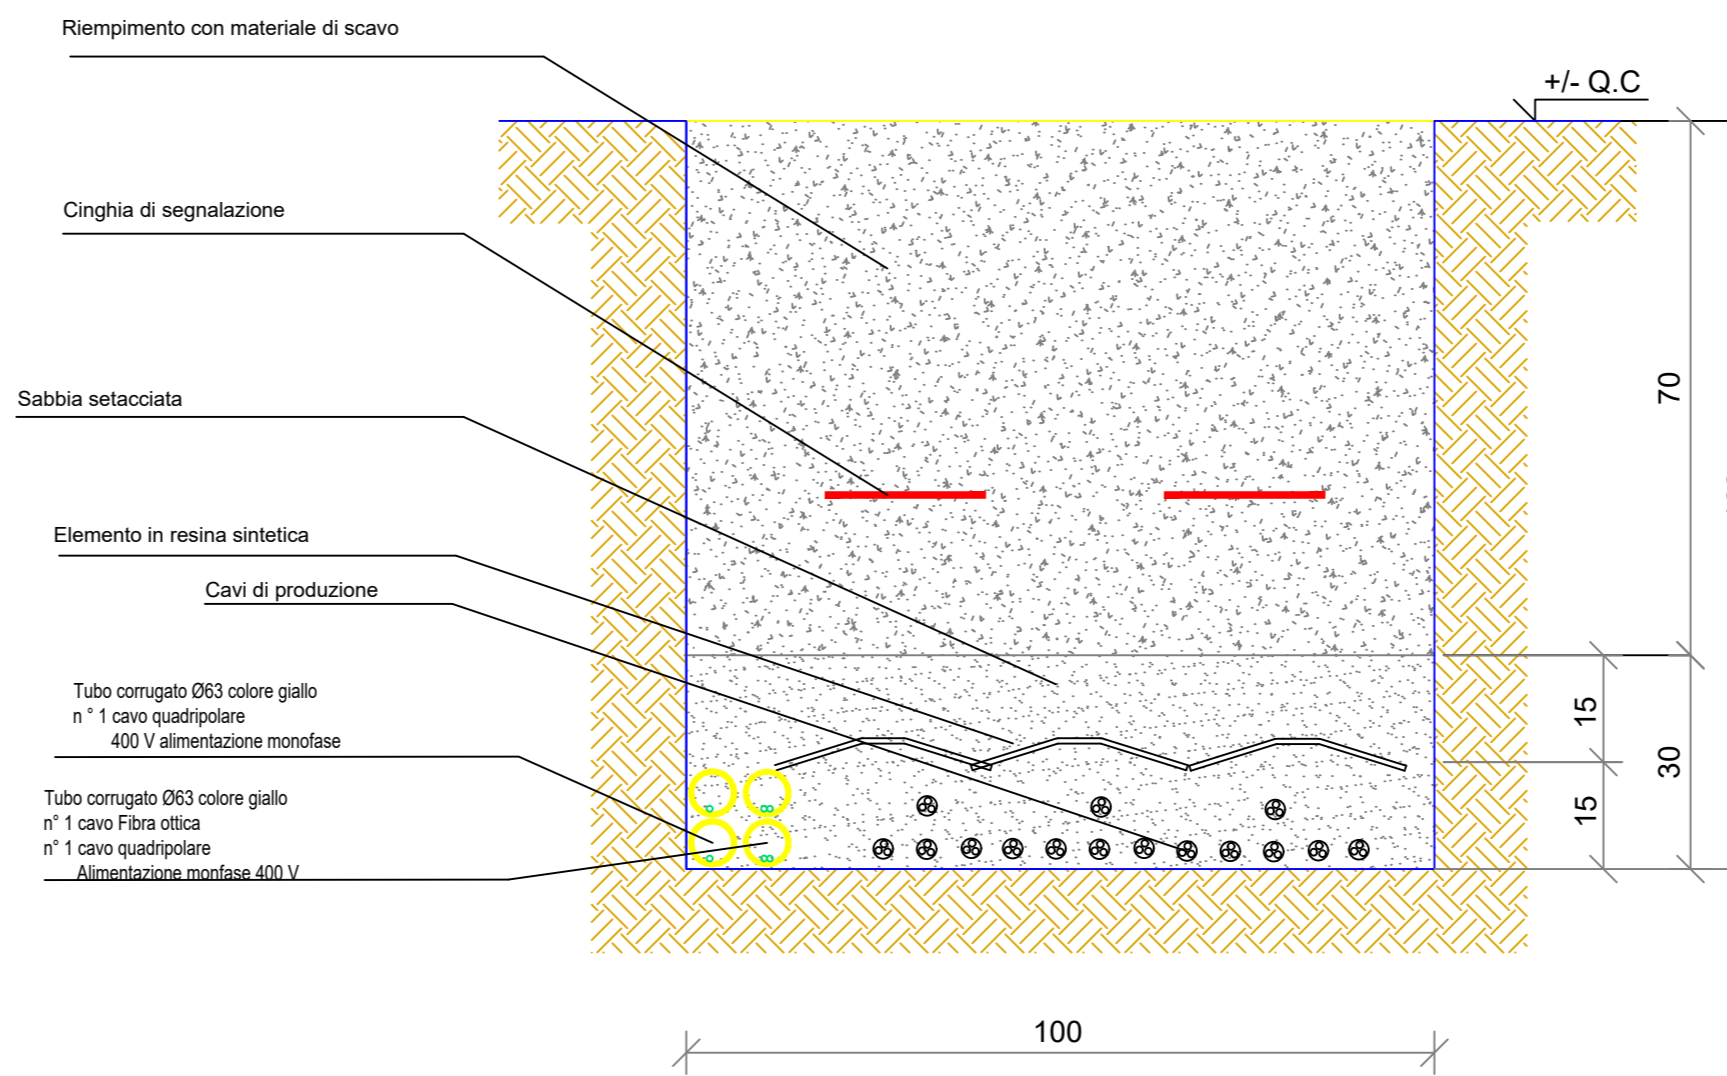 Riempimento con materiale di scavo
+/- Q.C
Cinghia di segnalazione
70
Sabbia setacciata
Elemento in resina sintetica
Cavi di produzione
Tubo corrugato Ø63 colore giallo
n ° 1 cavo quadripolare
400 V alimentazione monofase
15
30
15
Tubo corrugato Ø63 colore giallo
n° 1 cavo Fibra ottica
n° 1 cavo quadripolare
Alimentazione monfase 400 V
100